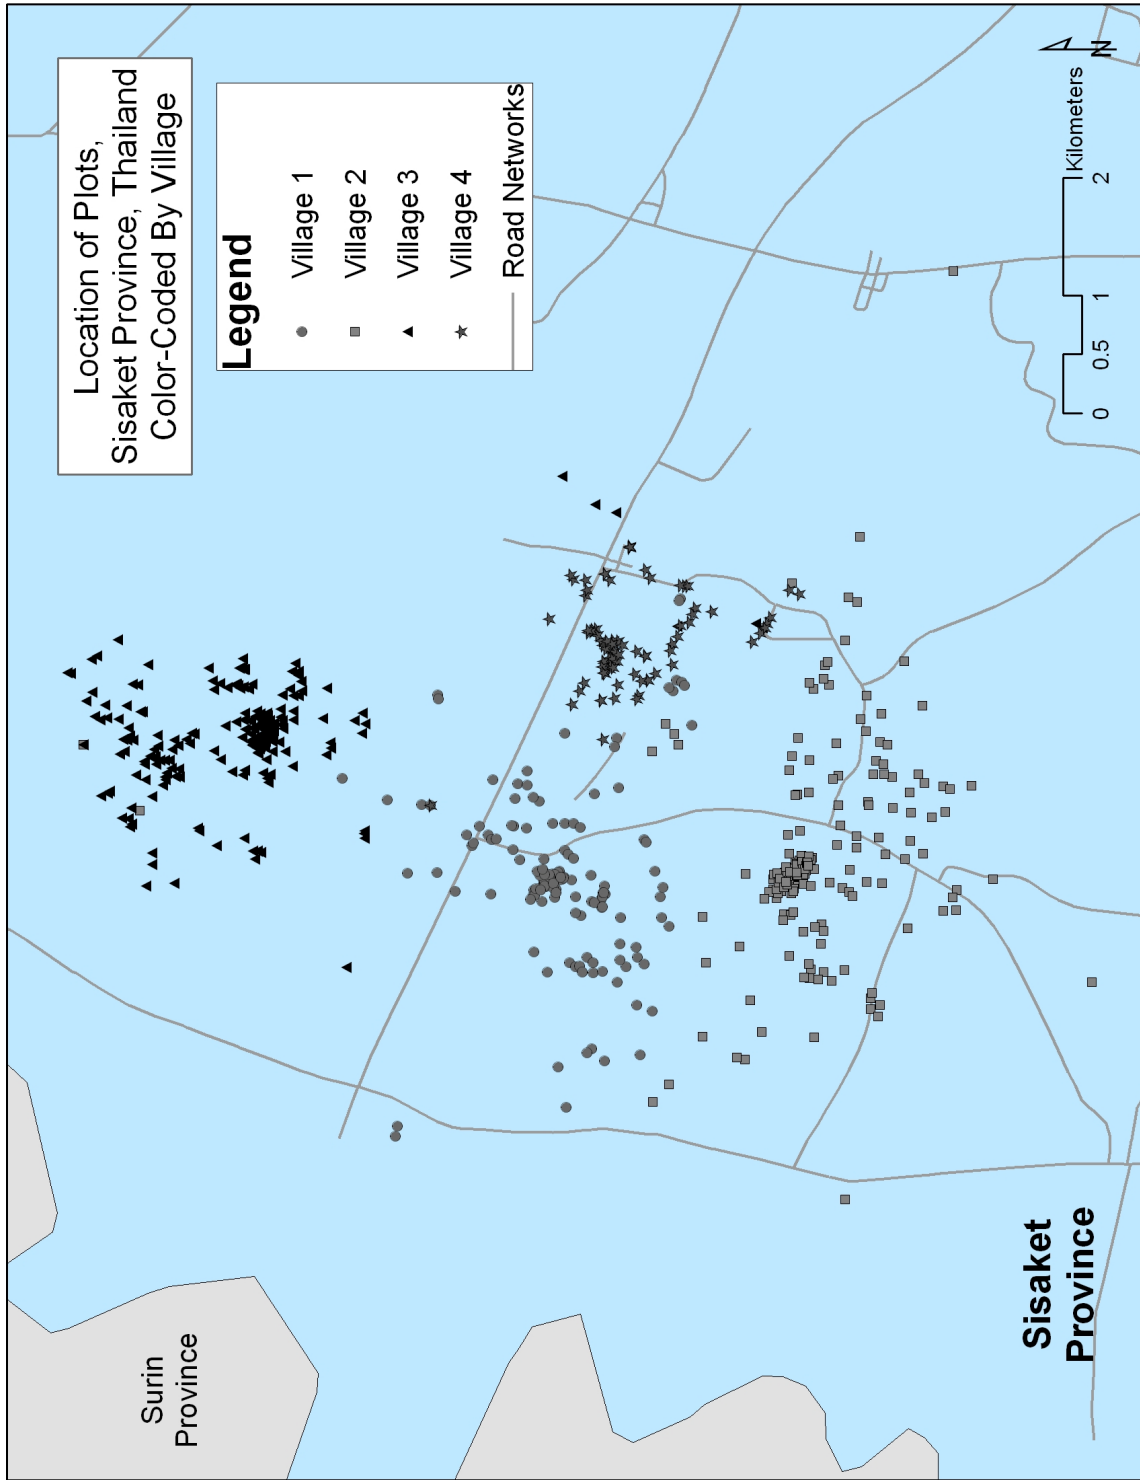 Location of Plots,
Sisaket Province, Thailand
Color-Coded By Village
Legend
Village 1
Village 2
Village 3
Village 4
Road Networks
Surin
Province
Sisaket
Province
0 0.5 1 2
Kilometers
N